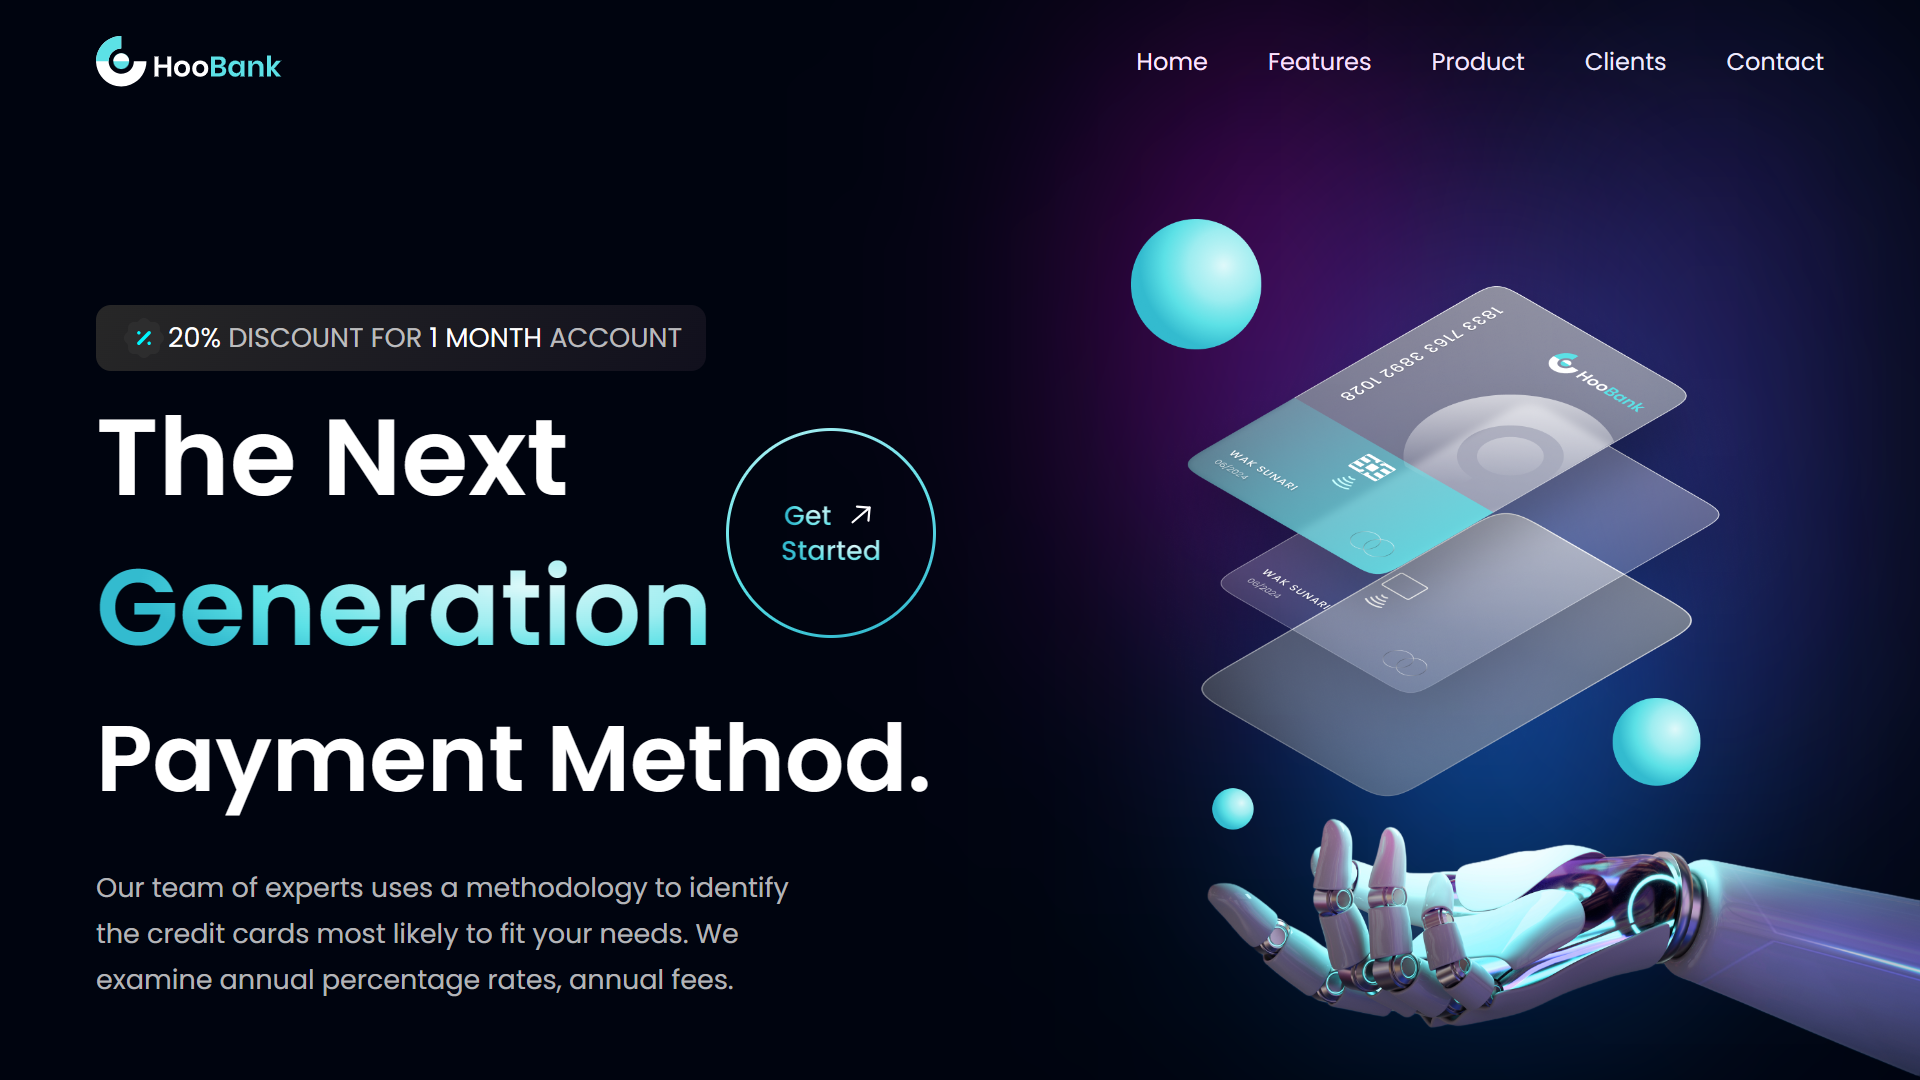 HooBank
Home Features Product Clients Contact
20% DISCOUNT FOR 1 MONTH ACCOUNT
The Next
Generation
Payment Method.
Get
Started
Our team of experts uses a methodology to identify
the credit cards most likely to fit your needs. We
examine annual percentage rates, annual fees.
1833 7163 3892 1028
HooBank
WAK SUNARI
06/2024
WAK SUNARI
06/2024